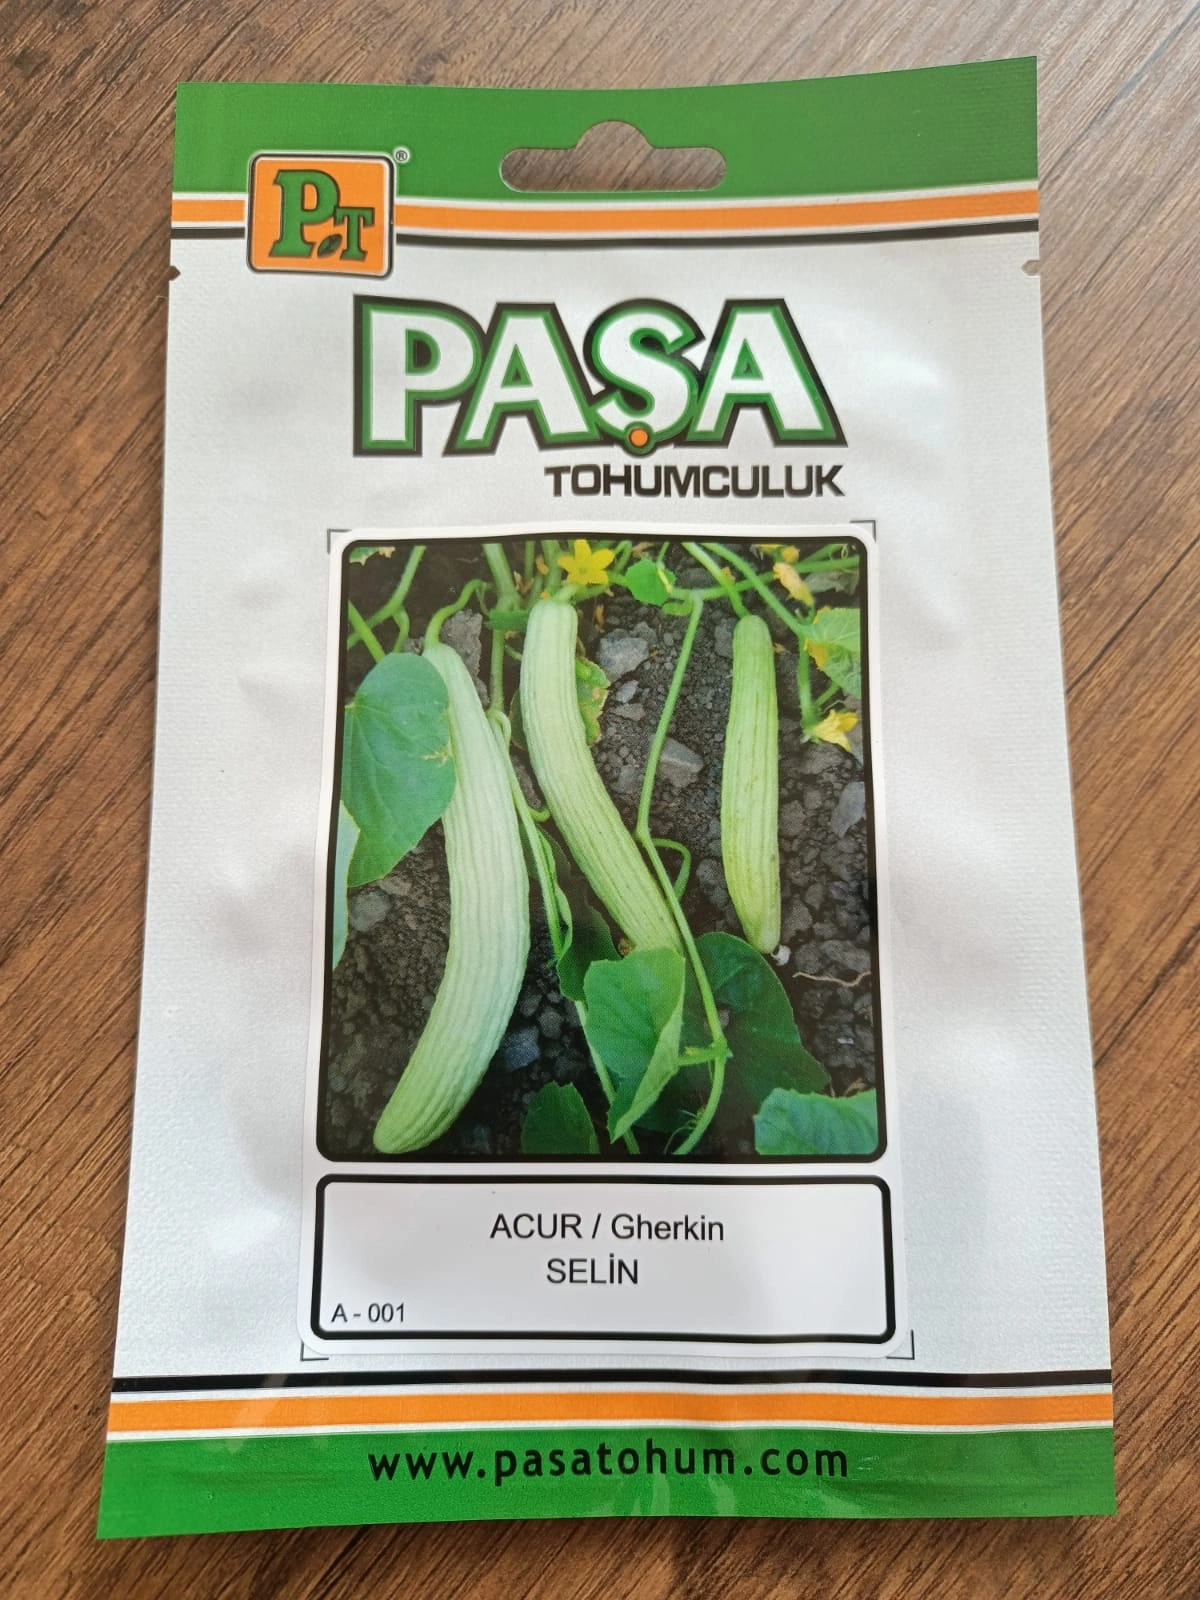 PT®
PAŞA
TOHUMCULUK
ACUR / Gherkin
SELİN
A - 001
www.pasatohum.com